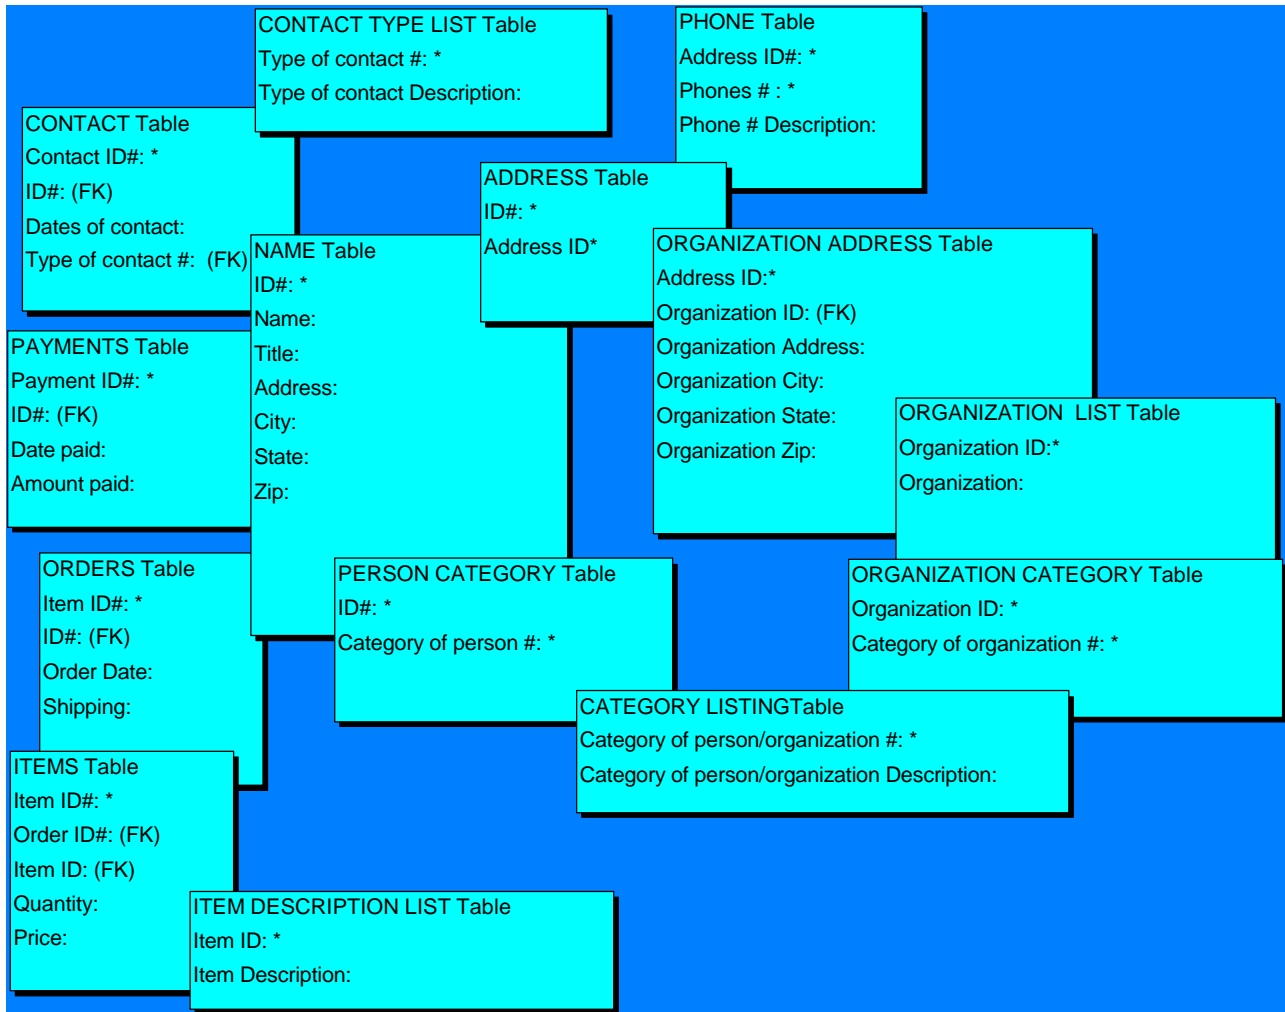 CONTACT TYPE LIST Table
Type of contact #: *
Type of contact Description:
PHONE Table
Address ID#: *
Phones # : *
Phone # Description:
CONTACT Table
Contact ID#: *
ID#: (FK)
Dates of contact:
Type of contact #:  (FK)
ADDRESS Table
ID#: *
Address ID*
NAME Table
ID#: *
Name:
Title:
Address:
City:
State:
Zip:
ORGANIZATION ADDRESS Table
Address ID:*
Organization ID: (FK)
Organization Address:
Organization City:
Organization State:
Organization Zip:
PAYMENTS Table
Payment ID#: *
ID#: (FK)
Date paid:
Amount paid:
ORGANIZATION  LIST Table
Organization ID:*
Organization:
ORDERS Table
Item ID#: *
ID#: (FK)
Order Date:
Shipping:
PERSON CATEGORY Table
ID#: *
Category of person #: *
ORGANIZATION CATEGORY Table
Organization ID: *
Category of organization #: *
CATEGORY LISTINGTable
Category of person/organization #: *
Category of person/organization Description:
ITEMS Table
Item ID#: *
Order ID#: (FK)
Item ID: (FK)
Quantity:
Price:
ITEM DESCRIPTION LIST Table
Item ID: *
Item Description: